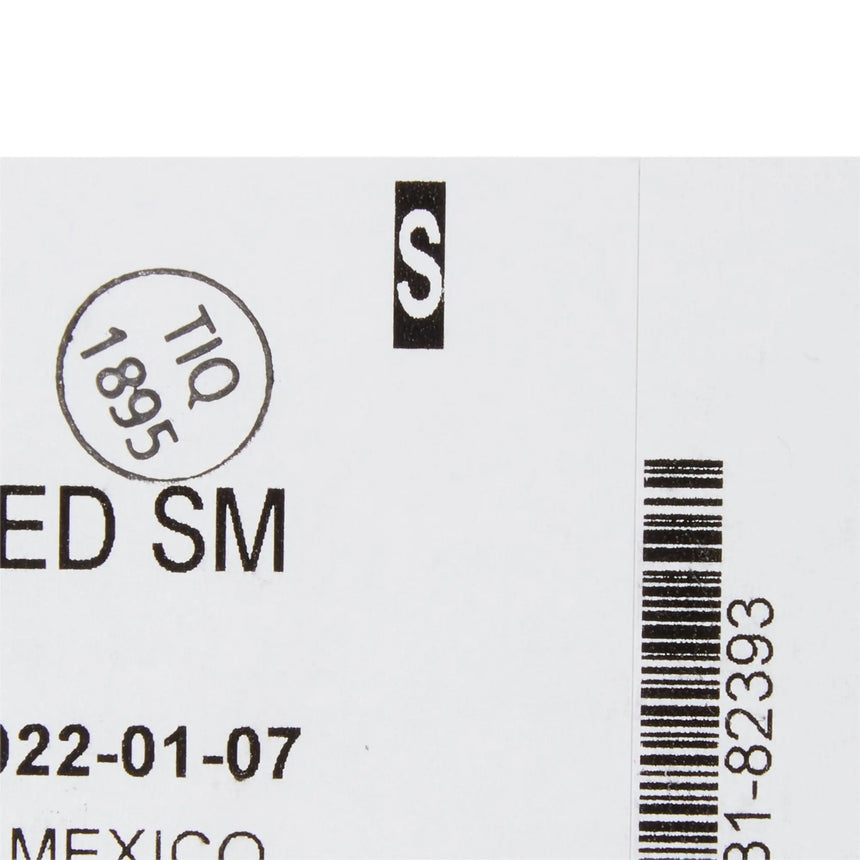 S
TIQ
1895
ED SM
022-01-07
MEXICO
31-82393